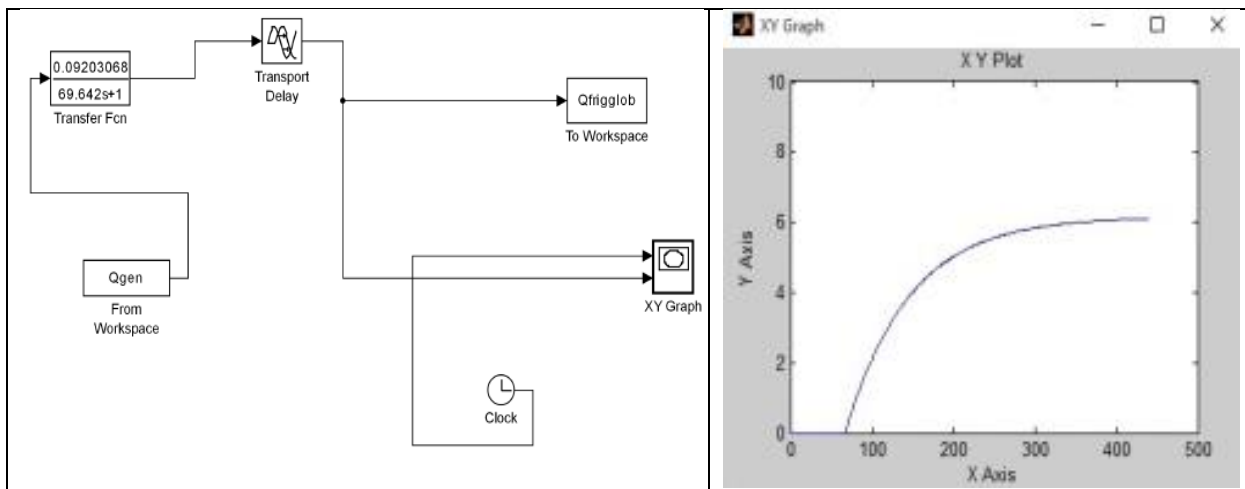 0.09203068
69.642s+1
Transfer Fcn
Transport
Delay
Qfrigglob
To Workspace
Qgen
From
Workspace
XY Graph
Clock
XY Graph
X Y Plot
10
8
6
4
2
0
Y Axis
0 100 200 300 400 500
X Axis